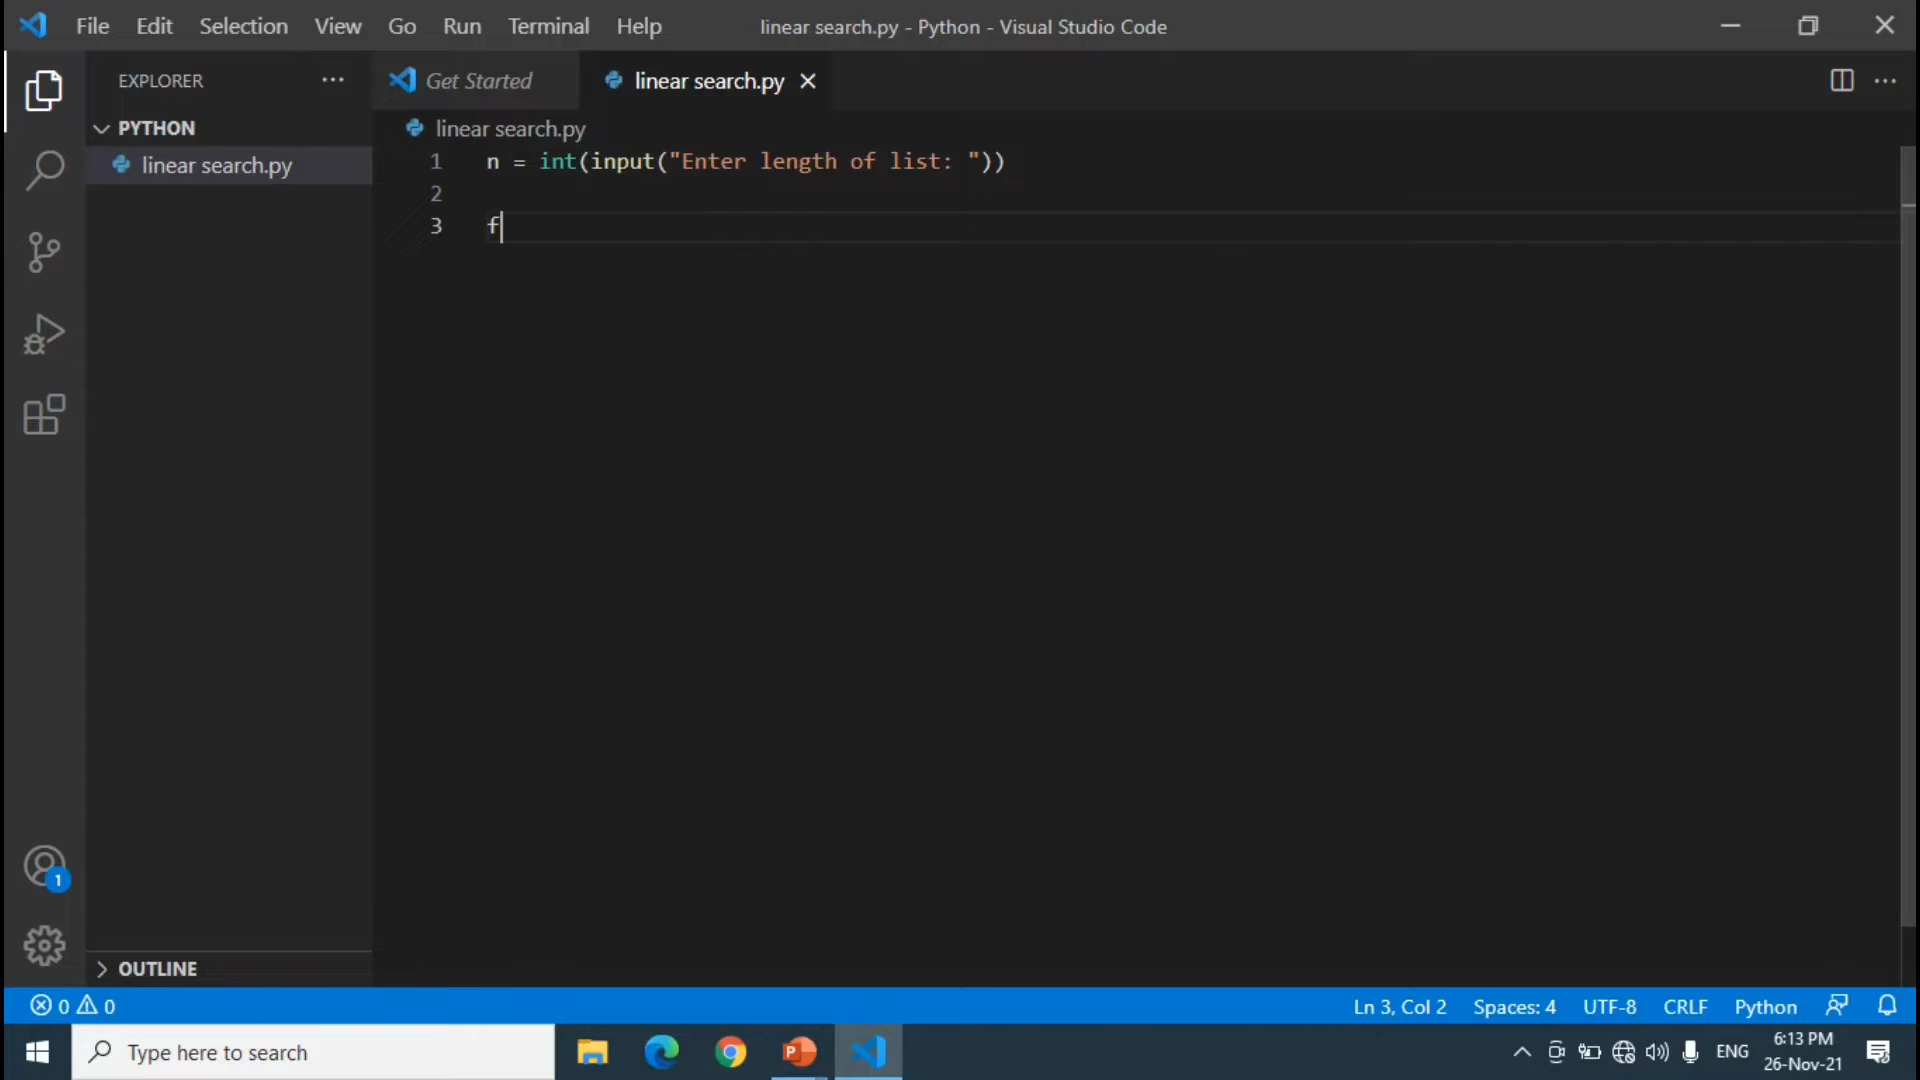 File Edit Selection View Go Run Terminal Help
linear search.py - Python - Visual Studio Code
EXPLORER
Get Started
linear search.py
PYTHON
linear search.py
linear search.py
1 n = int(input("Enter length of list: "))
2
3 f
1
OUTLINE
0 0
Ln 3, Col 2 Spaces: 4 UTF-8 CRLF Python
Type here to search
P
ENG
6:13 PM
26-Nov-21